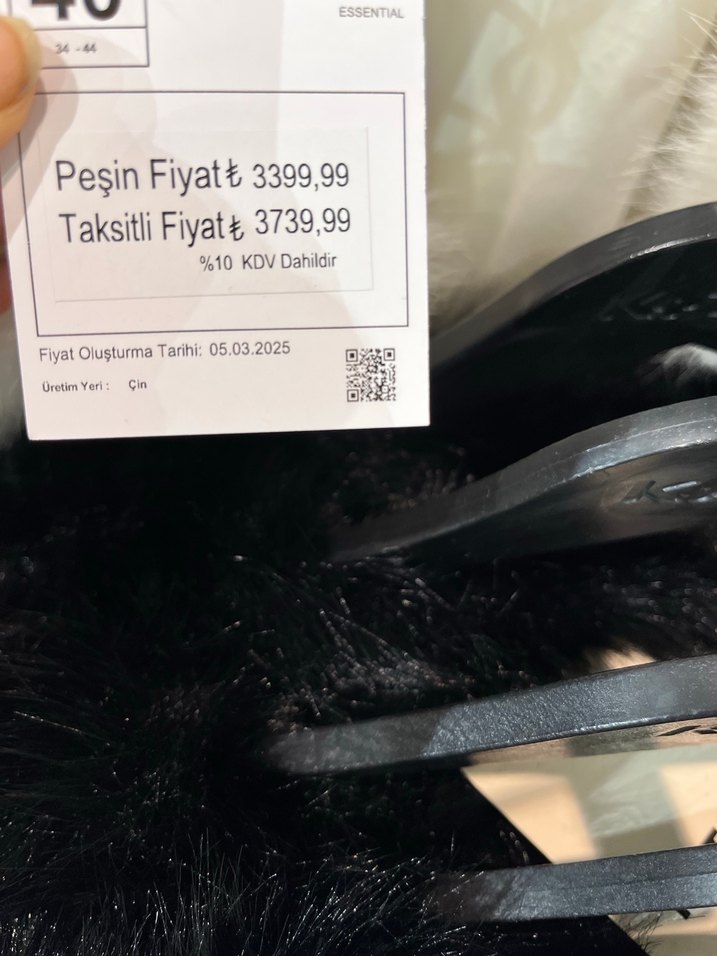 40
ESSENTIAL
34 - 44
Peşin Fiyat ₺ 3399,99
Taksitli Fiyat ₺ 3739,99
%10 KDV Dahildir
Fiyat Oluşturma Tarihi: 05.03.2025
Üretim Yeri : Çin